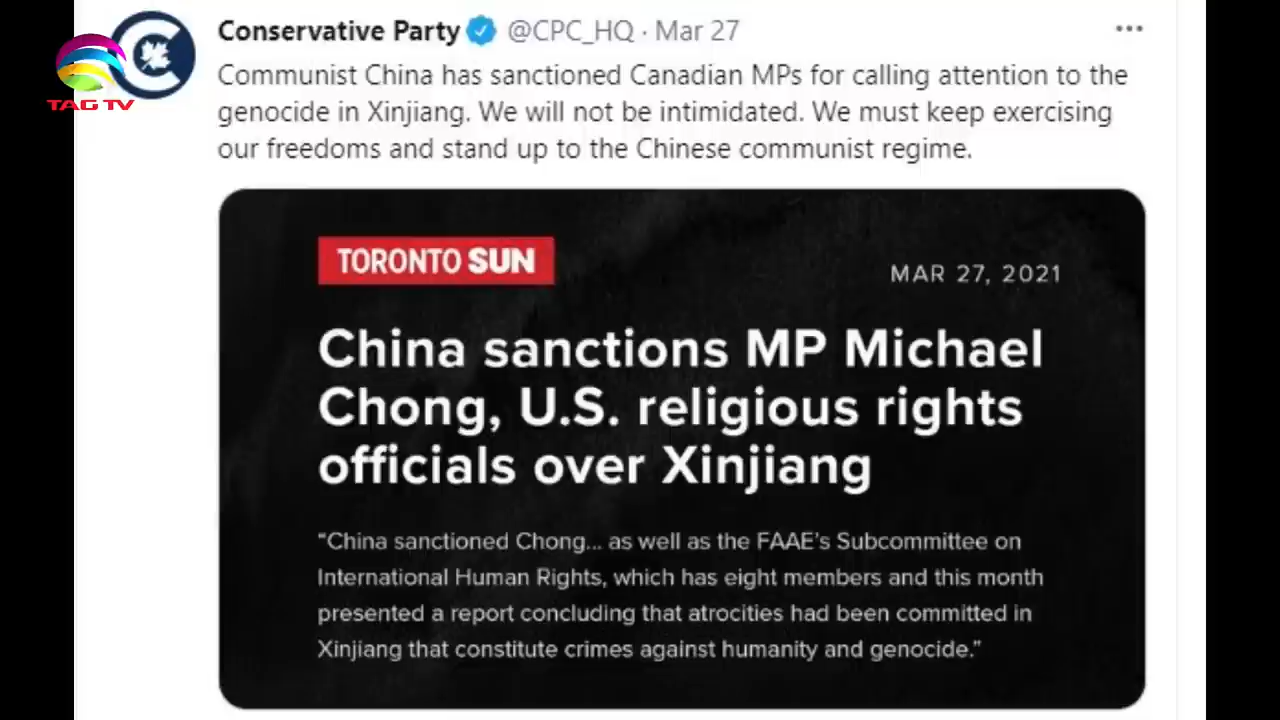 Conservative Party @CPC_HQ · Mar 27
TAG TV
Communist China has sanctioned Canadian MPs for calling attention to the
genocide in Xinjiang. We will not be intimidated. We must keep exercising
our freedoms and stand up to the Chinese communist regime.
TORONTO SUN
MAR 27, 2021
China sanctions MP Michael
Chong, U.S. religious rights
officials over Xinjiang
“China sanctioned Chong... as well as the FAAE’s Subcommittee on
International Human Rights, which has eight members and this month
presented a report concluding that atrocities had been committed in
Xinjiang that constitute crimes against humanity and genocide.”